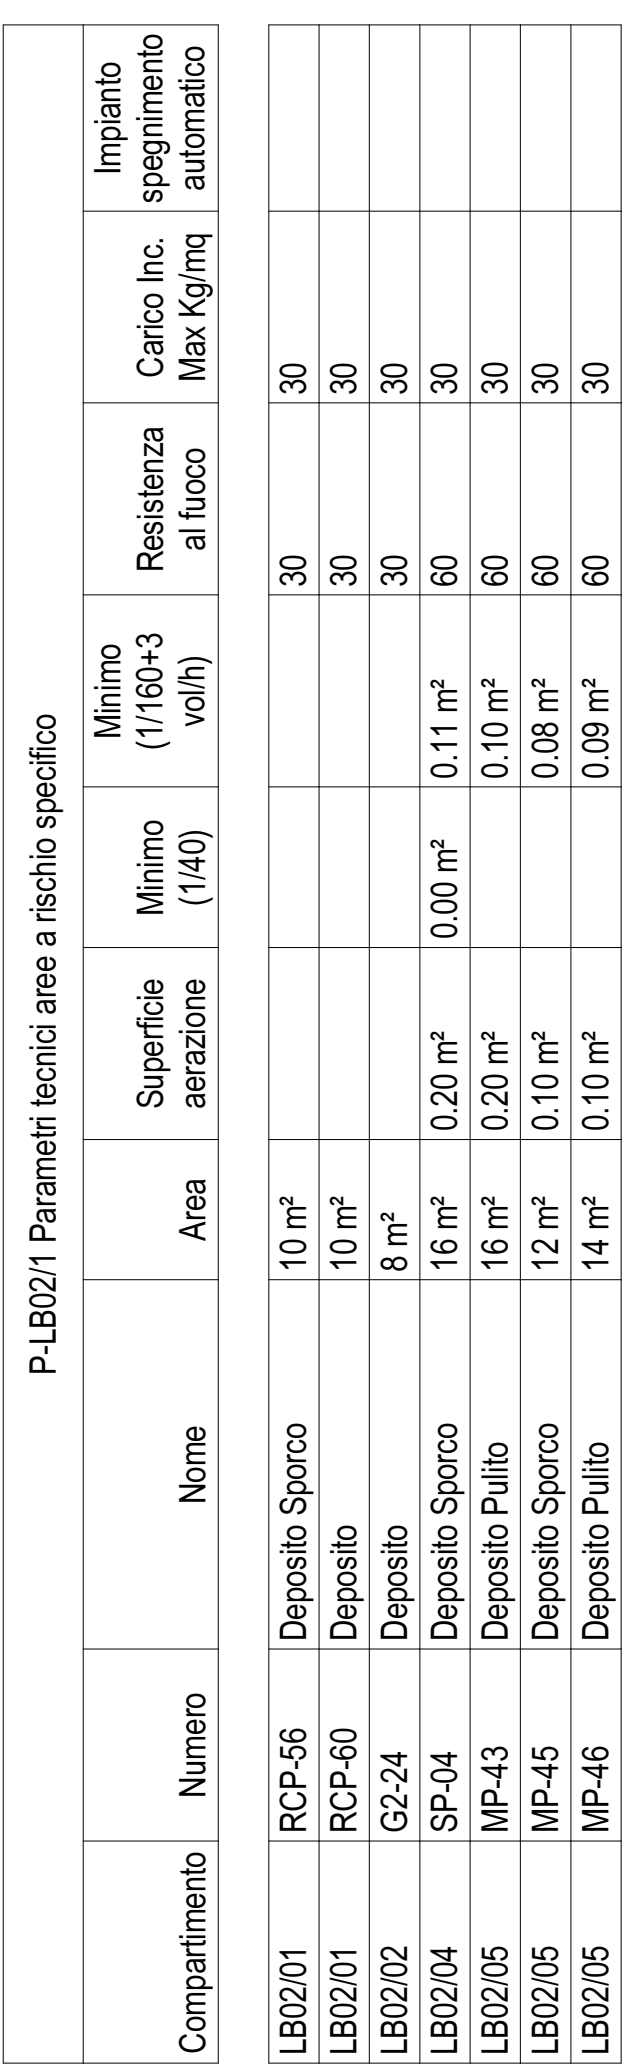 P-LB02/1 Parametri tecnici aree a rischio specifico
Compartimento Numero Nome Area Superficie aerazione Minimo (1/40) Minimo (1/160+3 vol/h) Resistenza al fuoco Carico Inc. Max Kg/mq Impianto spegnimento automatico
LB02/01 RCP-56 Deposito Sporco 10 m² 30 30
LB02/01 RCP-60 Deposito 10 m² 30 30
LB02/02 G2-24 Deposito 8 m² 30 30
LB02/04 SP-04 Deposito Sporco 16 m² 0.20 m² 0.00 m² 0.11 m² 60 30
LB02/05 MP-43 Deposito Pulito 16 m² 0.20 m² 0.10 m² 60 30
LB02/05 MP-45 Deposito Sporco 12 m² 0.10 m² 0.08 m² 60 30
LB02/05 MP-46 Deposito Pulito 14 m² 0.10 m² 0.09 m² 60 30